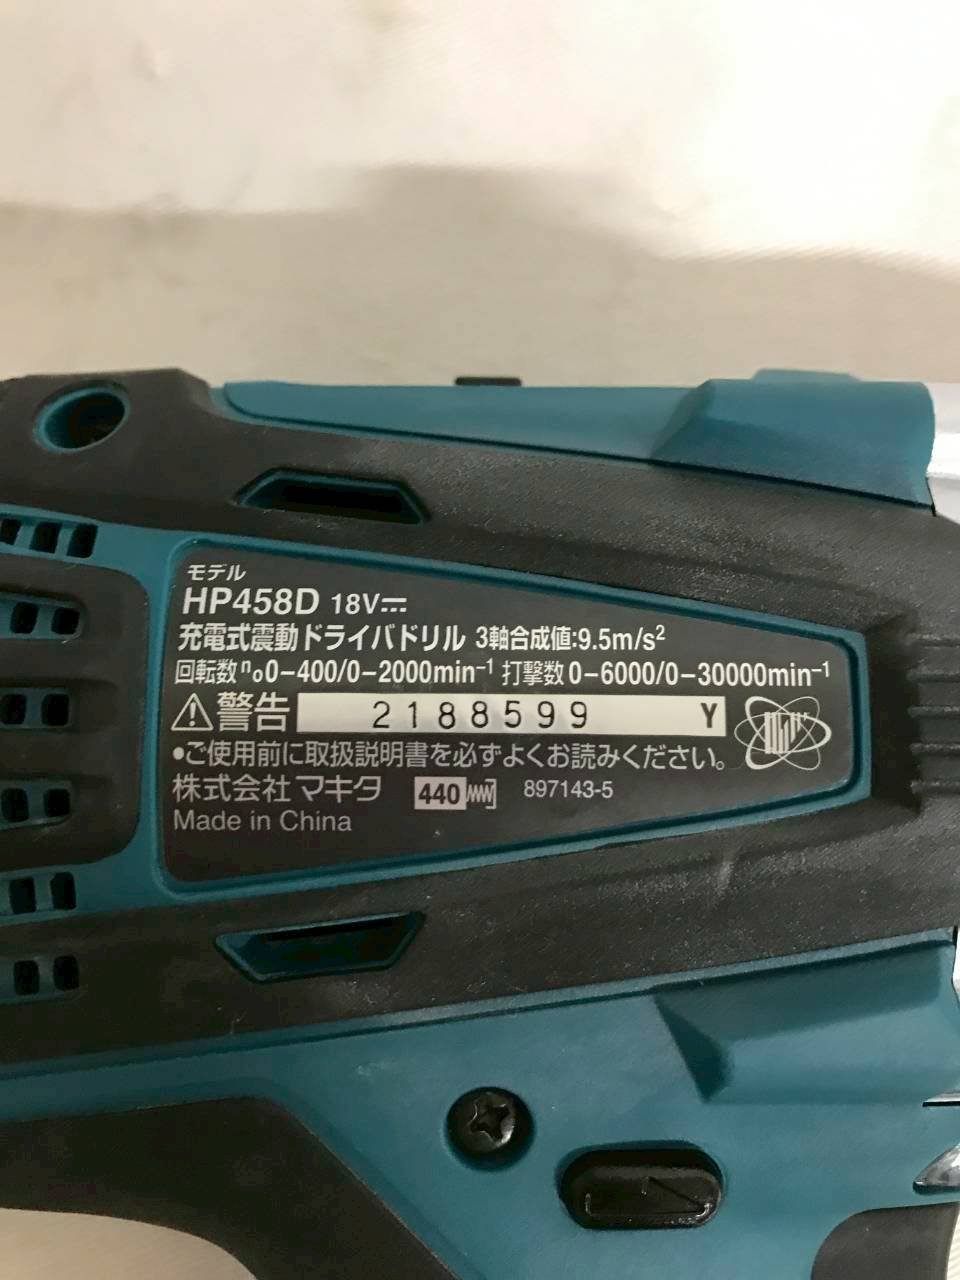 モデル
HP458D 18V⎓
充電式震動ドライバドリル 3軸合成値:9.5m/s²
回転数 n₀0-400/0-2000min⁻¹ 打撃数 0-6000/0-30000min⁻¹
⚠警告 2188599 Y
•ご使用前に取扱説明書を必ずよくお読みください。
株式会社 マキタ 440 897143-5
Made in China
1 2